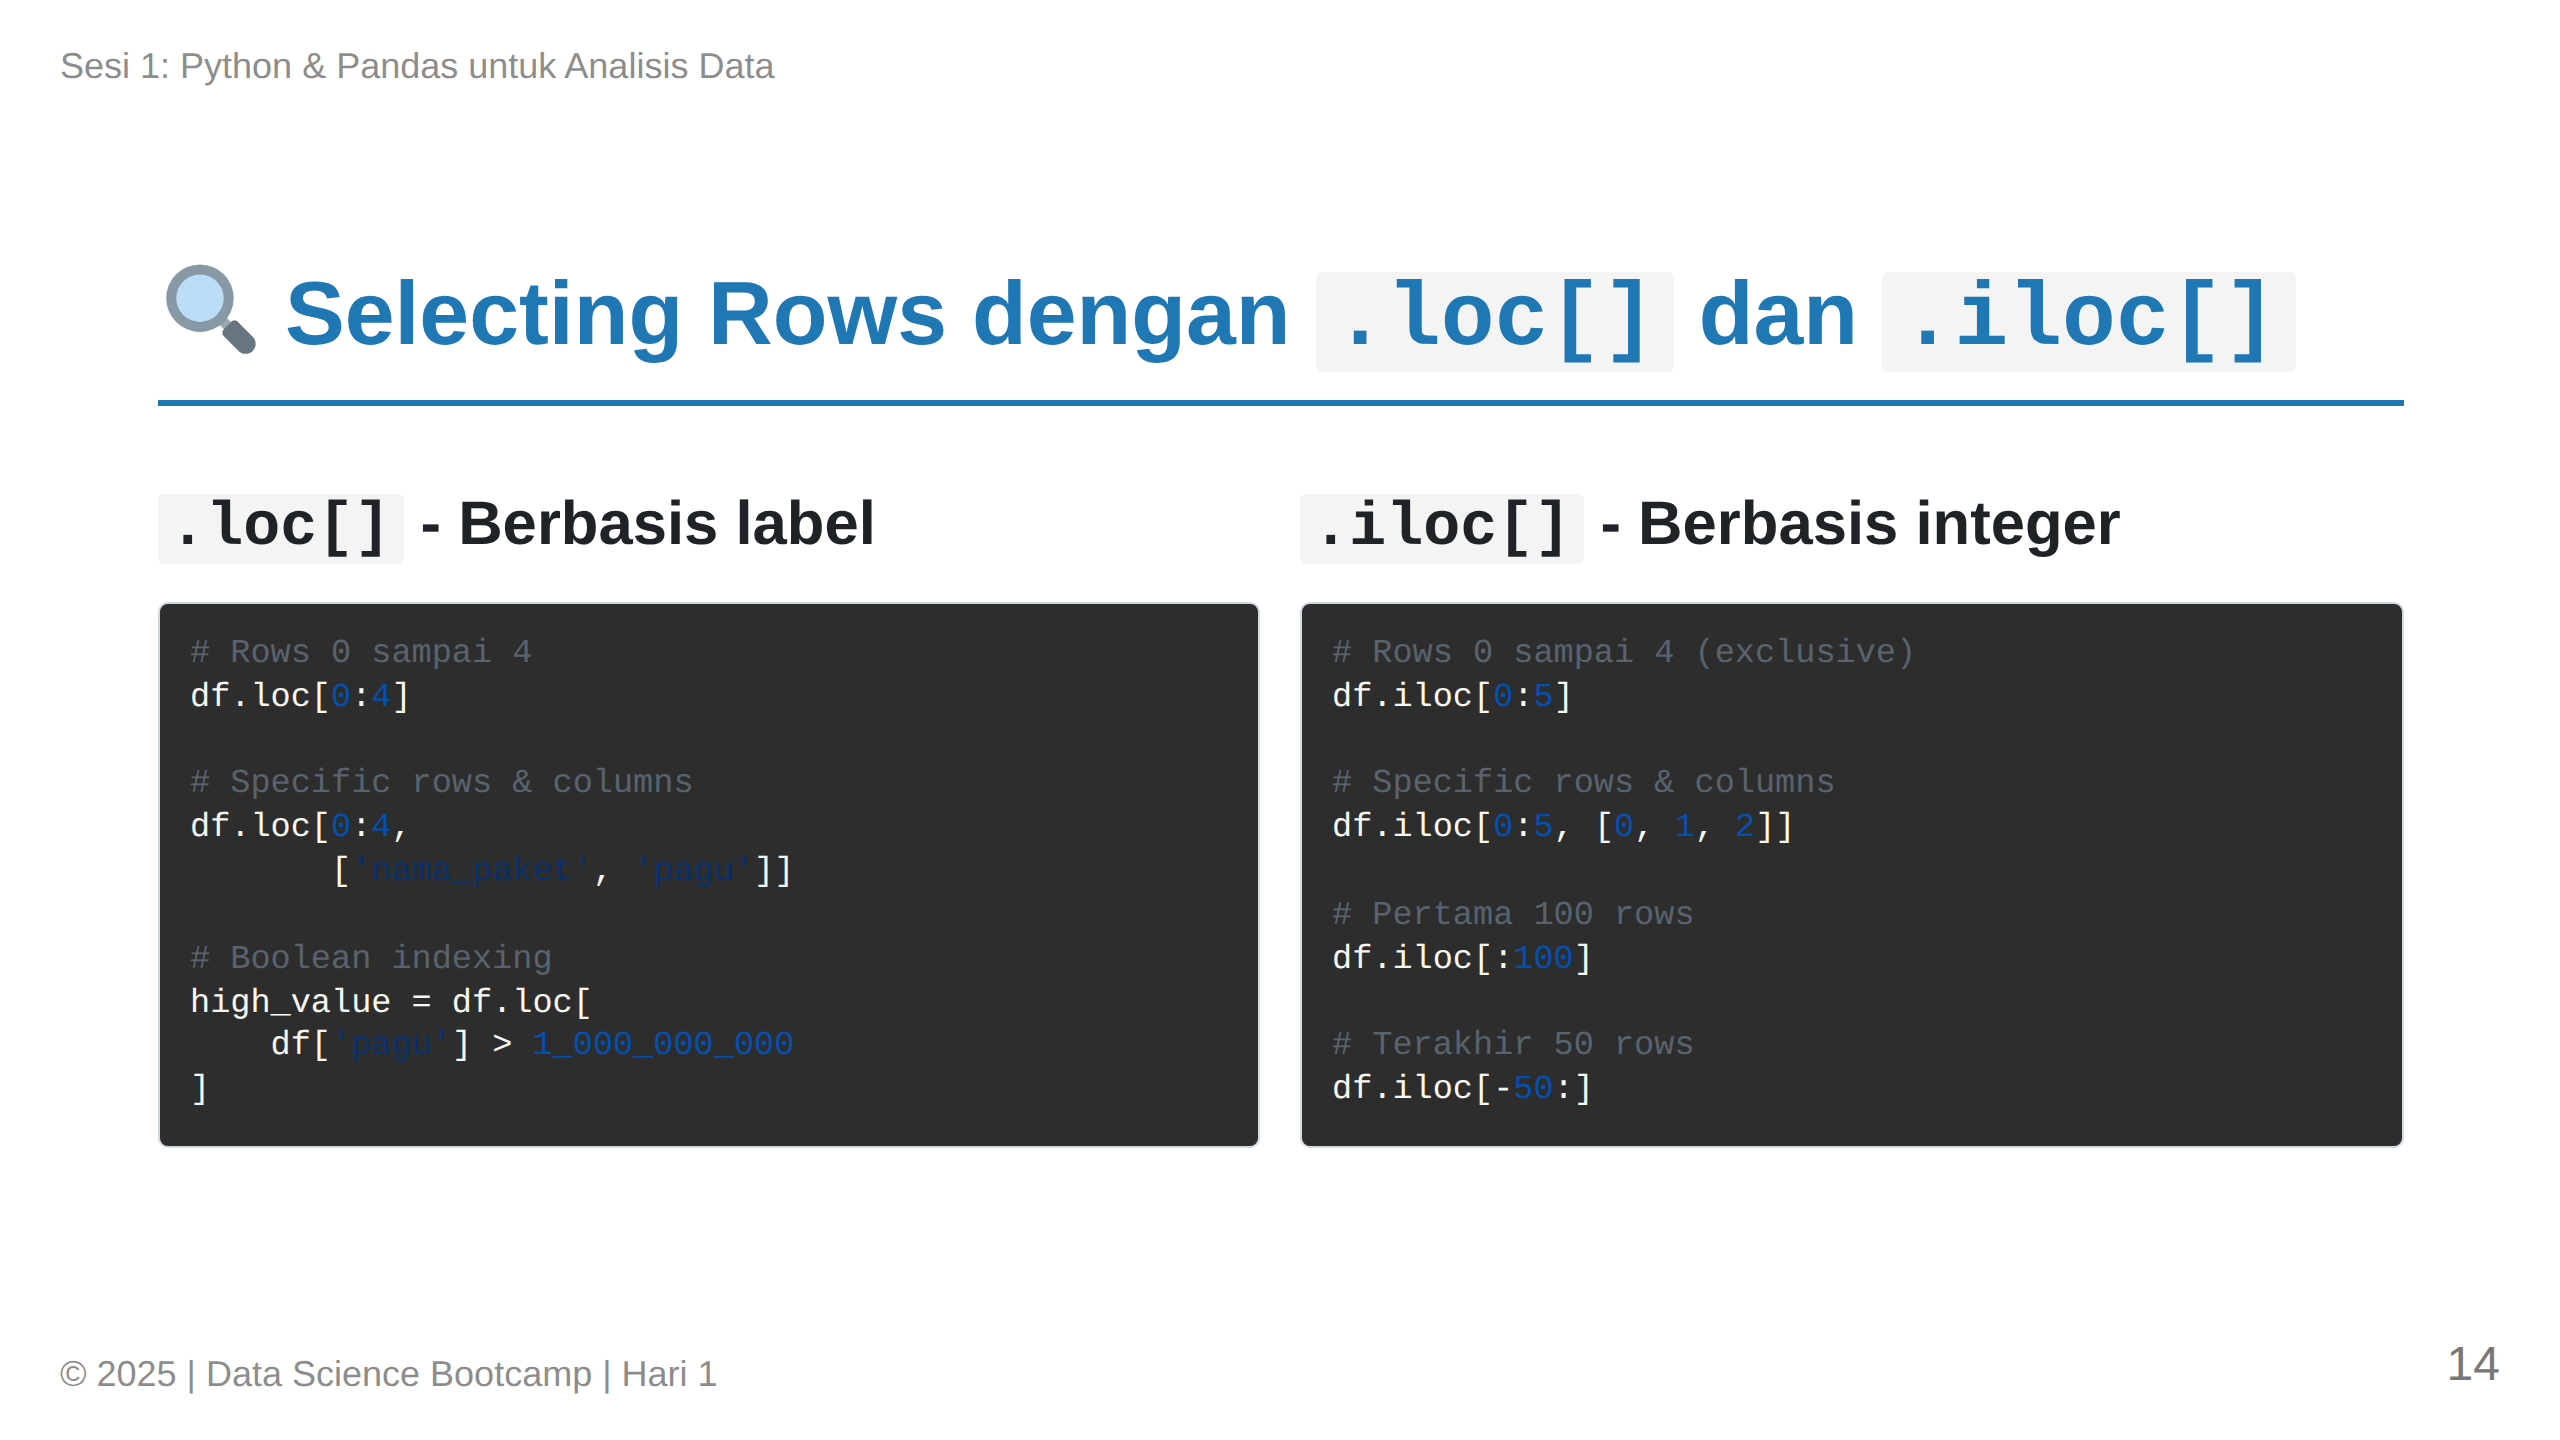 Sesi 1: Python & Pandas untuk Analisis Data
Selecting Rows dengan .loc[] dan .iloc[]
.loc[] - Berbasis label
# Rows 0 sampai 4
df.loc[0:4]
# Specific rows & columns
df.loc[0:4,
       ['nama_paket', 'pagu']]
# Boolean indexing
high_value = df.loc[
    df['pagu'] > 1_000_000_000
]
.iloc[] - Berbasis integer
# Rows 0 sampai 4 (exclusive)
df.iloc[0:5]
# Specific rows & columns
df.iloc[0:5, [0, 1, 2]]
# Pertama 100 rows
df.iloc[:100]
# Terakhir 50 rows
df.iloc[-50:]
© 2025 | Data Science Bootcamp | Hari 1
14